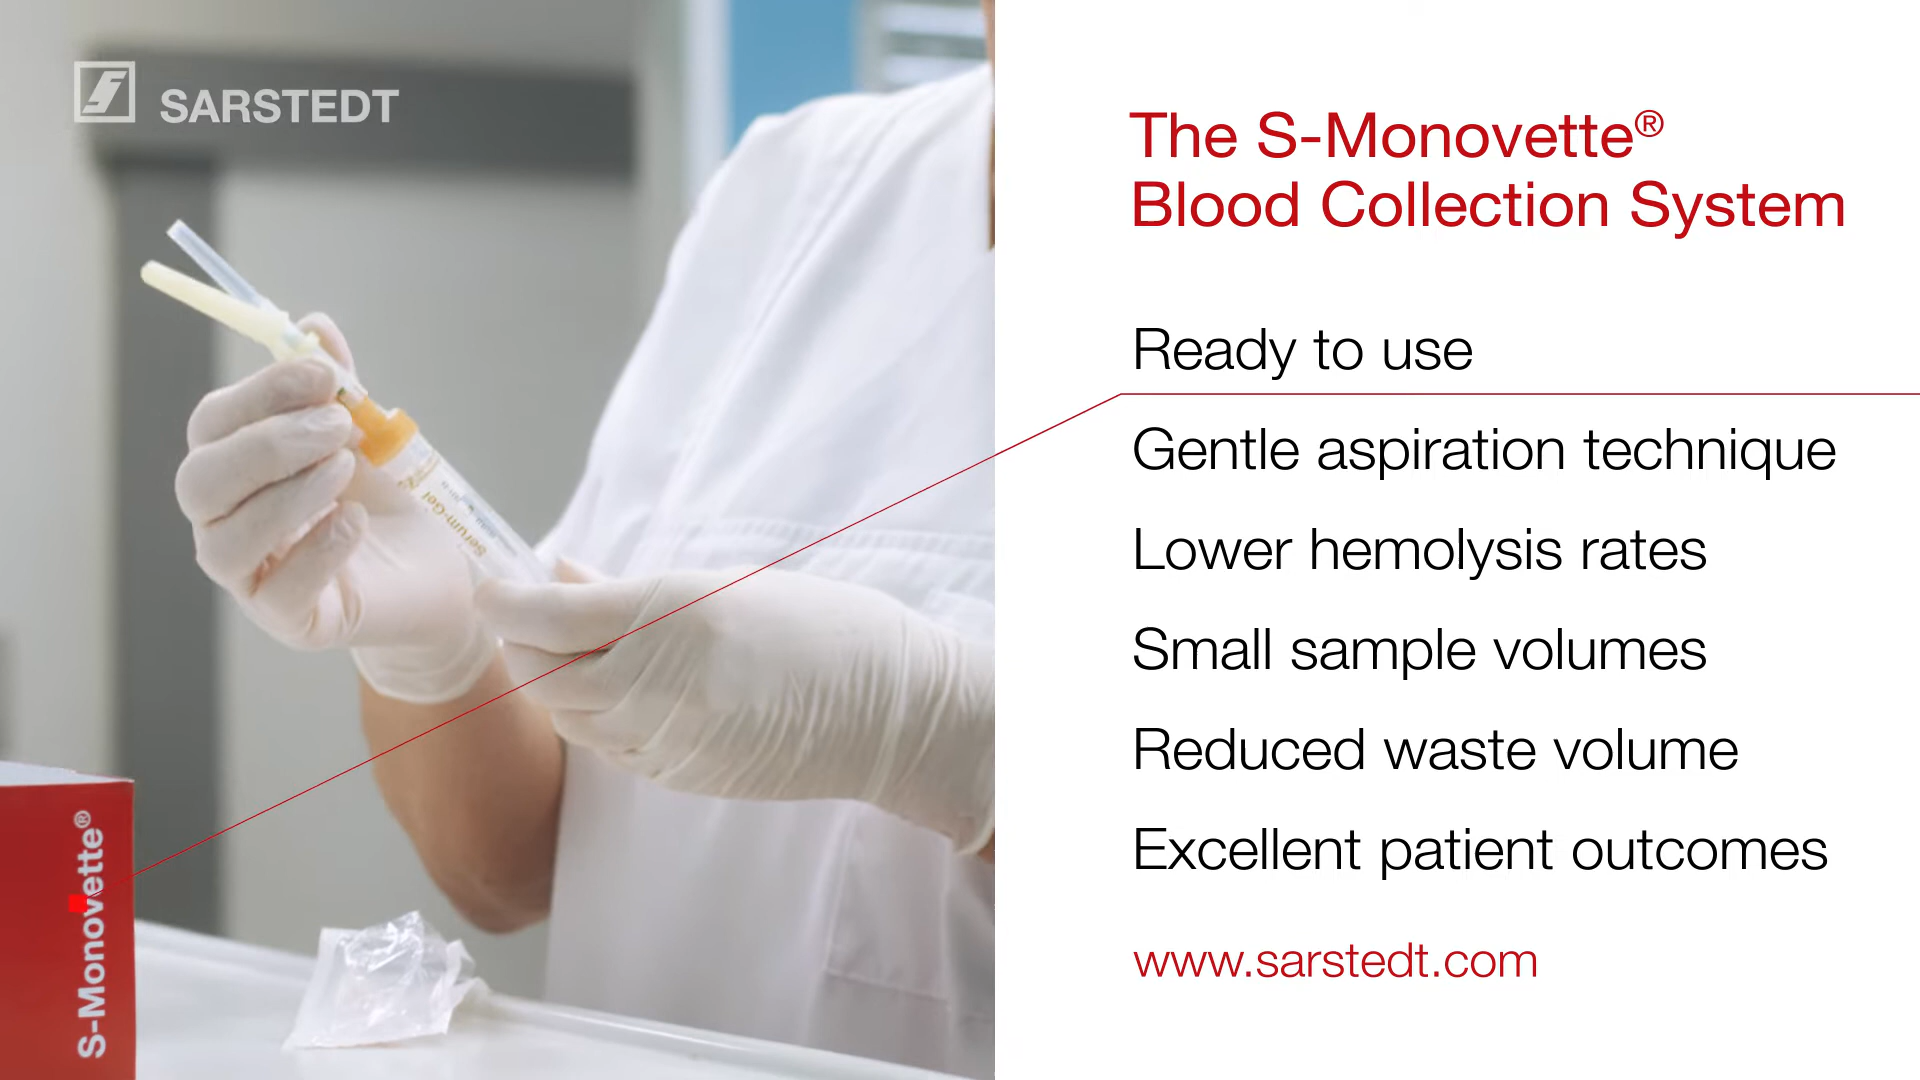 SARSTEDT
The S-Monovette®
Blood Collection System
Ready to use
Gentle aspiration technique
Lower hemolysis rates
Small sample volumes
Reduced waste volume
Excellent patient outcomes
www.sarstedt.com
Serum-Gel
S-Monovette®